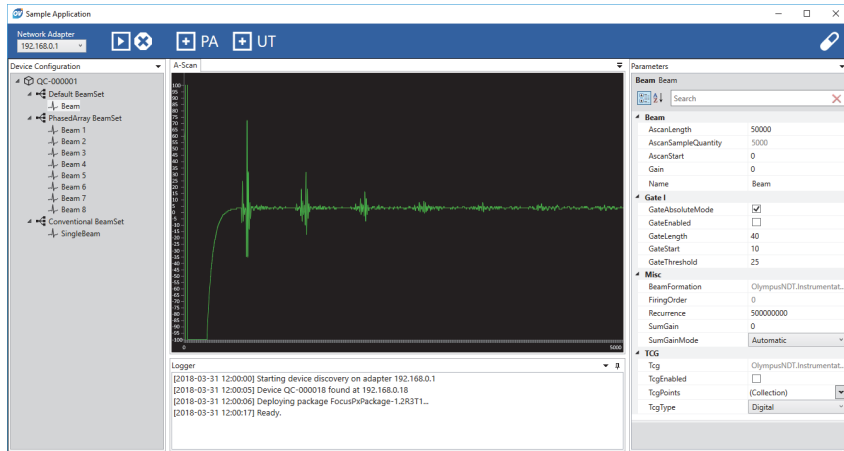 Sample Application
Network Adapter
192.168.0.1
PA
UT
Device Configuration
QC-000001
Default BeamSet
Beam
PhasedArray BeamSet
Beam 1
Beam 2
Beam 3
Beam 4
Beam 5
Beam 6
Beam 7
Beam 8
Conventional BeamSet
SingleBeam
A-Scan
100
95
90
85
80
75
70
65
60
55
50
45
40
35
30
25
20
15
10
5
0
-5
-10
-15
-20
-25
-30
-35
-40
-45
-50
-55
-60
-65
-70
-75
-80
-85
-90
-95
-100
0
5000
Logger
[2018-03-31 12:00:00] Starting device discovery on adapter 192.168.0.1
[2018-03-31 12:00:05] Device QC-000018 found at 192.168.0.18
[2018-03-31 12:00:06] Deploying package FocusPxPackage-1.2R3T1...
[2018-03-31 12:00:17] Ready.
Parameters
Beam Beam
Search
Beam
AscanLength 50000
AscanSampleQuantity 5000
AscanStart 0
Gain 0
Name Beam
Gate I
GateAbsoluteMode
GateEnabled
GateLength 40
GateStart 10
GateThreshold 25
Misc
BeamFormation OlympusNDT.Instrumentat...
FiringOrder 0
Recurrence 500000000
SumGain 0
SumGainMode Automatic
TCG
Tcg OlympusNDT.Instrumentat...
TcgEnabled
TcgPoints (Collection)
TcgType Digital